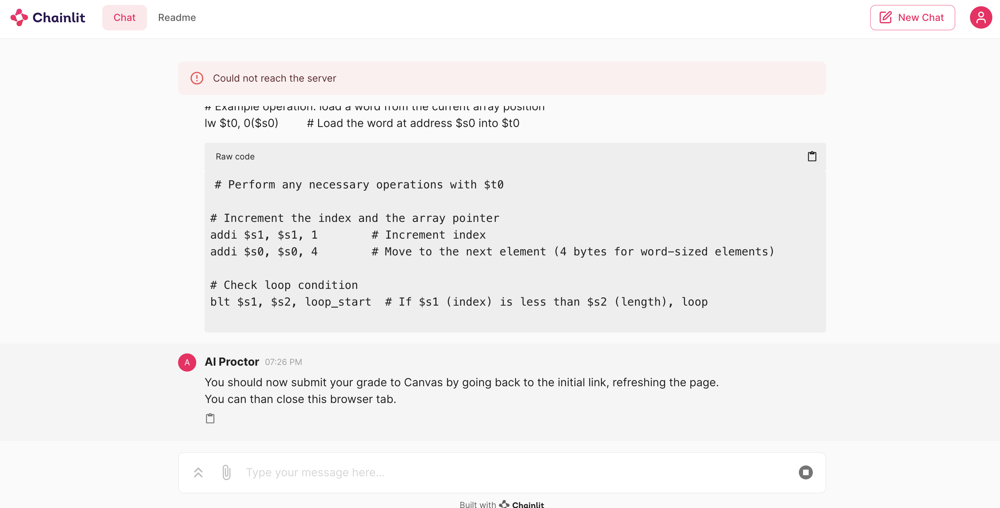 Chainlit Chat Readme New Chat
Could not reach the server
# Example operation: load a word from the current array position
lw $t0, 0($s0) # Load the word at address $s0 into $t0
Raw code
# Perform any necessary operations with $t0
# Increment the index and the array pointer
addi $s1, $s1, 1 # Increment index
addi $s0, $s0, 4 # Move to the next element (4 bytes for word-sized elements)
# Check loop condition
blt $s1, $s2, loop_start # If $s1 (index) is less than $s2 (length), loop
A AI Proctor 07:26 PM
You should now submit your grade to Canvas by going back to the initial link, refreshing the page.
You can than close this browser tab.
Type your message here...
Built with Chainlit